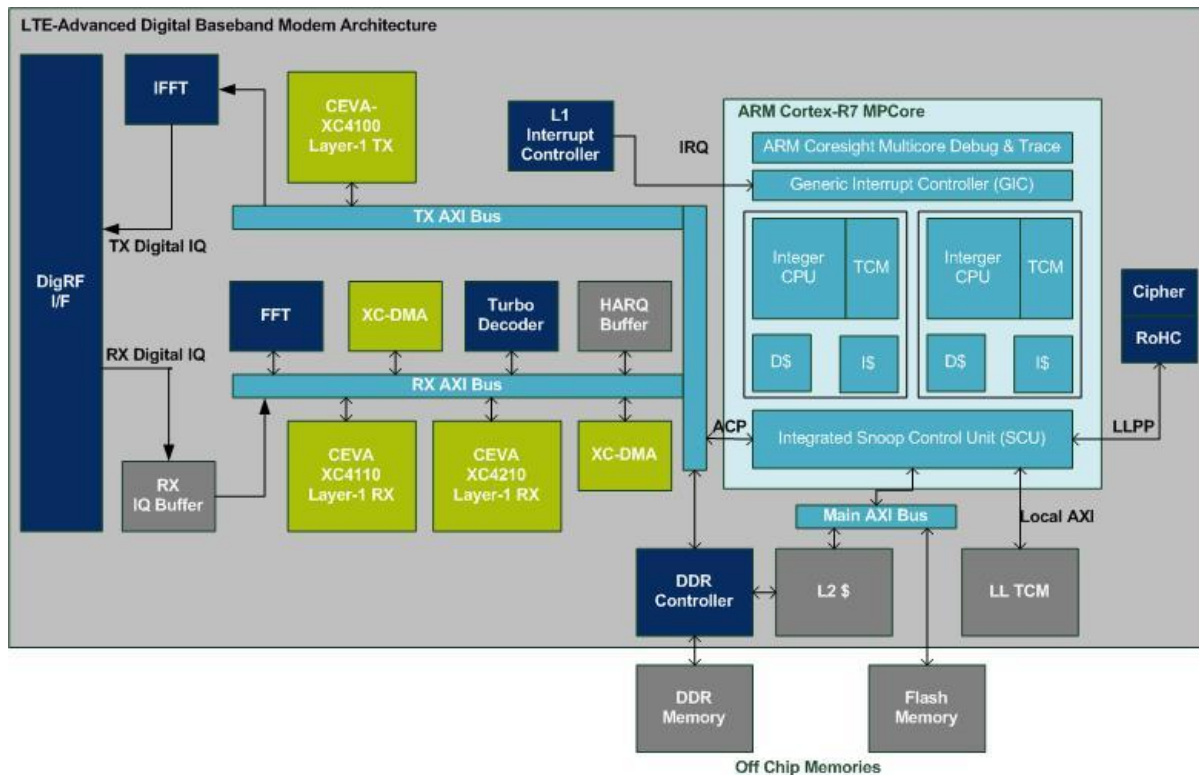 LTE-Advanced Digital Baseband Modem Architecture
IFFT
CEVA-
XC4100
Layer-1 TX
L1
Interrupt
Controller
IRQ
ARM Cortex-R7 MPCore
ARM Coresight Multicore Debug & Trace
Generic Interrupt Controller (GIC)
TX AXI Bus
TX Digital IQ
Integer
CPU
TCM
Interger
CPU
TCM
DigRF
I/F
FFT
XC-DMA
Turbo
Decoder
HARQ
Buffer
Cipher
RoHC
RX Digital IQ
RX AXI Bus
D$
I$
D$
I$
ACP
Integrated Snoop Control Unit (SCU)
LLPP
RX
IQ Buffer
CEVA
XC4110
Layer-1 RX
CEVA
XC4210
Layer-1 RX
XC-DMA
Main AXI Bus
Local AXI
DDR
Controller
L2 $
LL TCM
DDR
Memory
Flash
Memory
Off Chip Memories